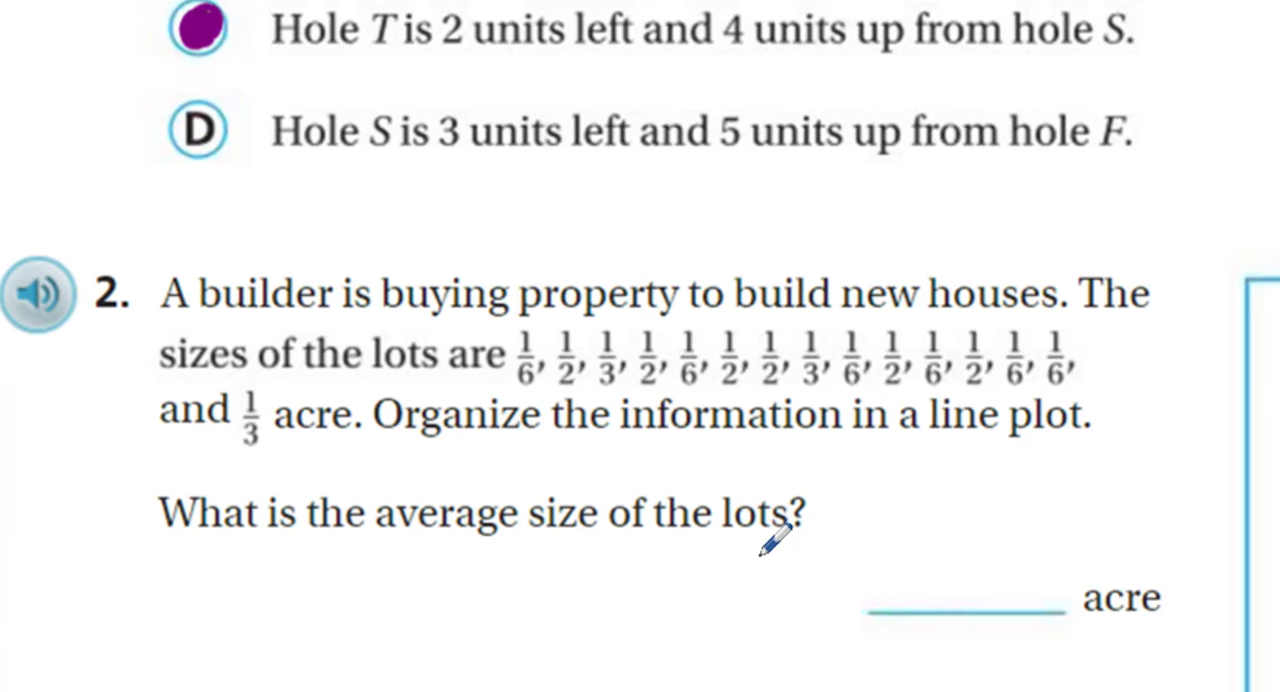 Hole T is 2 units left and 4 units up from hole S.
D Hole S is 3 units left and 5 units up from hole F.
2. A builder is buying property to build new houses. The
sizes of the lots are 1/6, 1/2, 1/3, 1/2, 1/6, 1/2, 1/2, 1/3, 1/6, 1/2, 1/6, 1/2, 1/6, 1/6,
and 1/3 acre. Organize the information in a line plot.
What is the average size of the lots?
acre